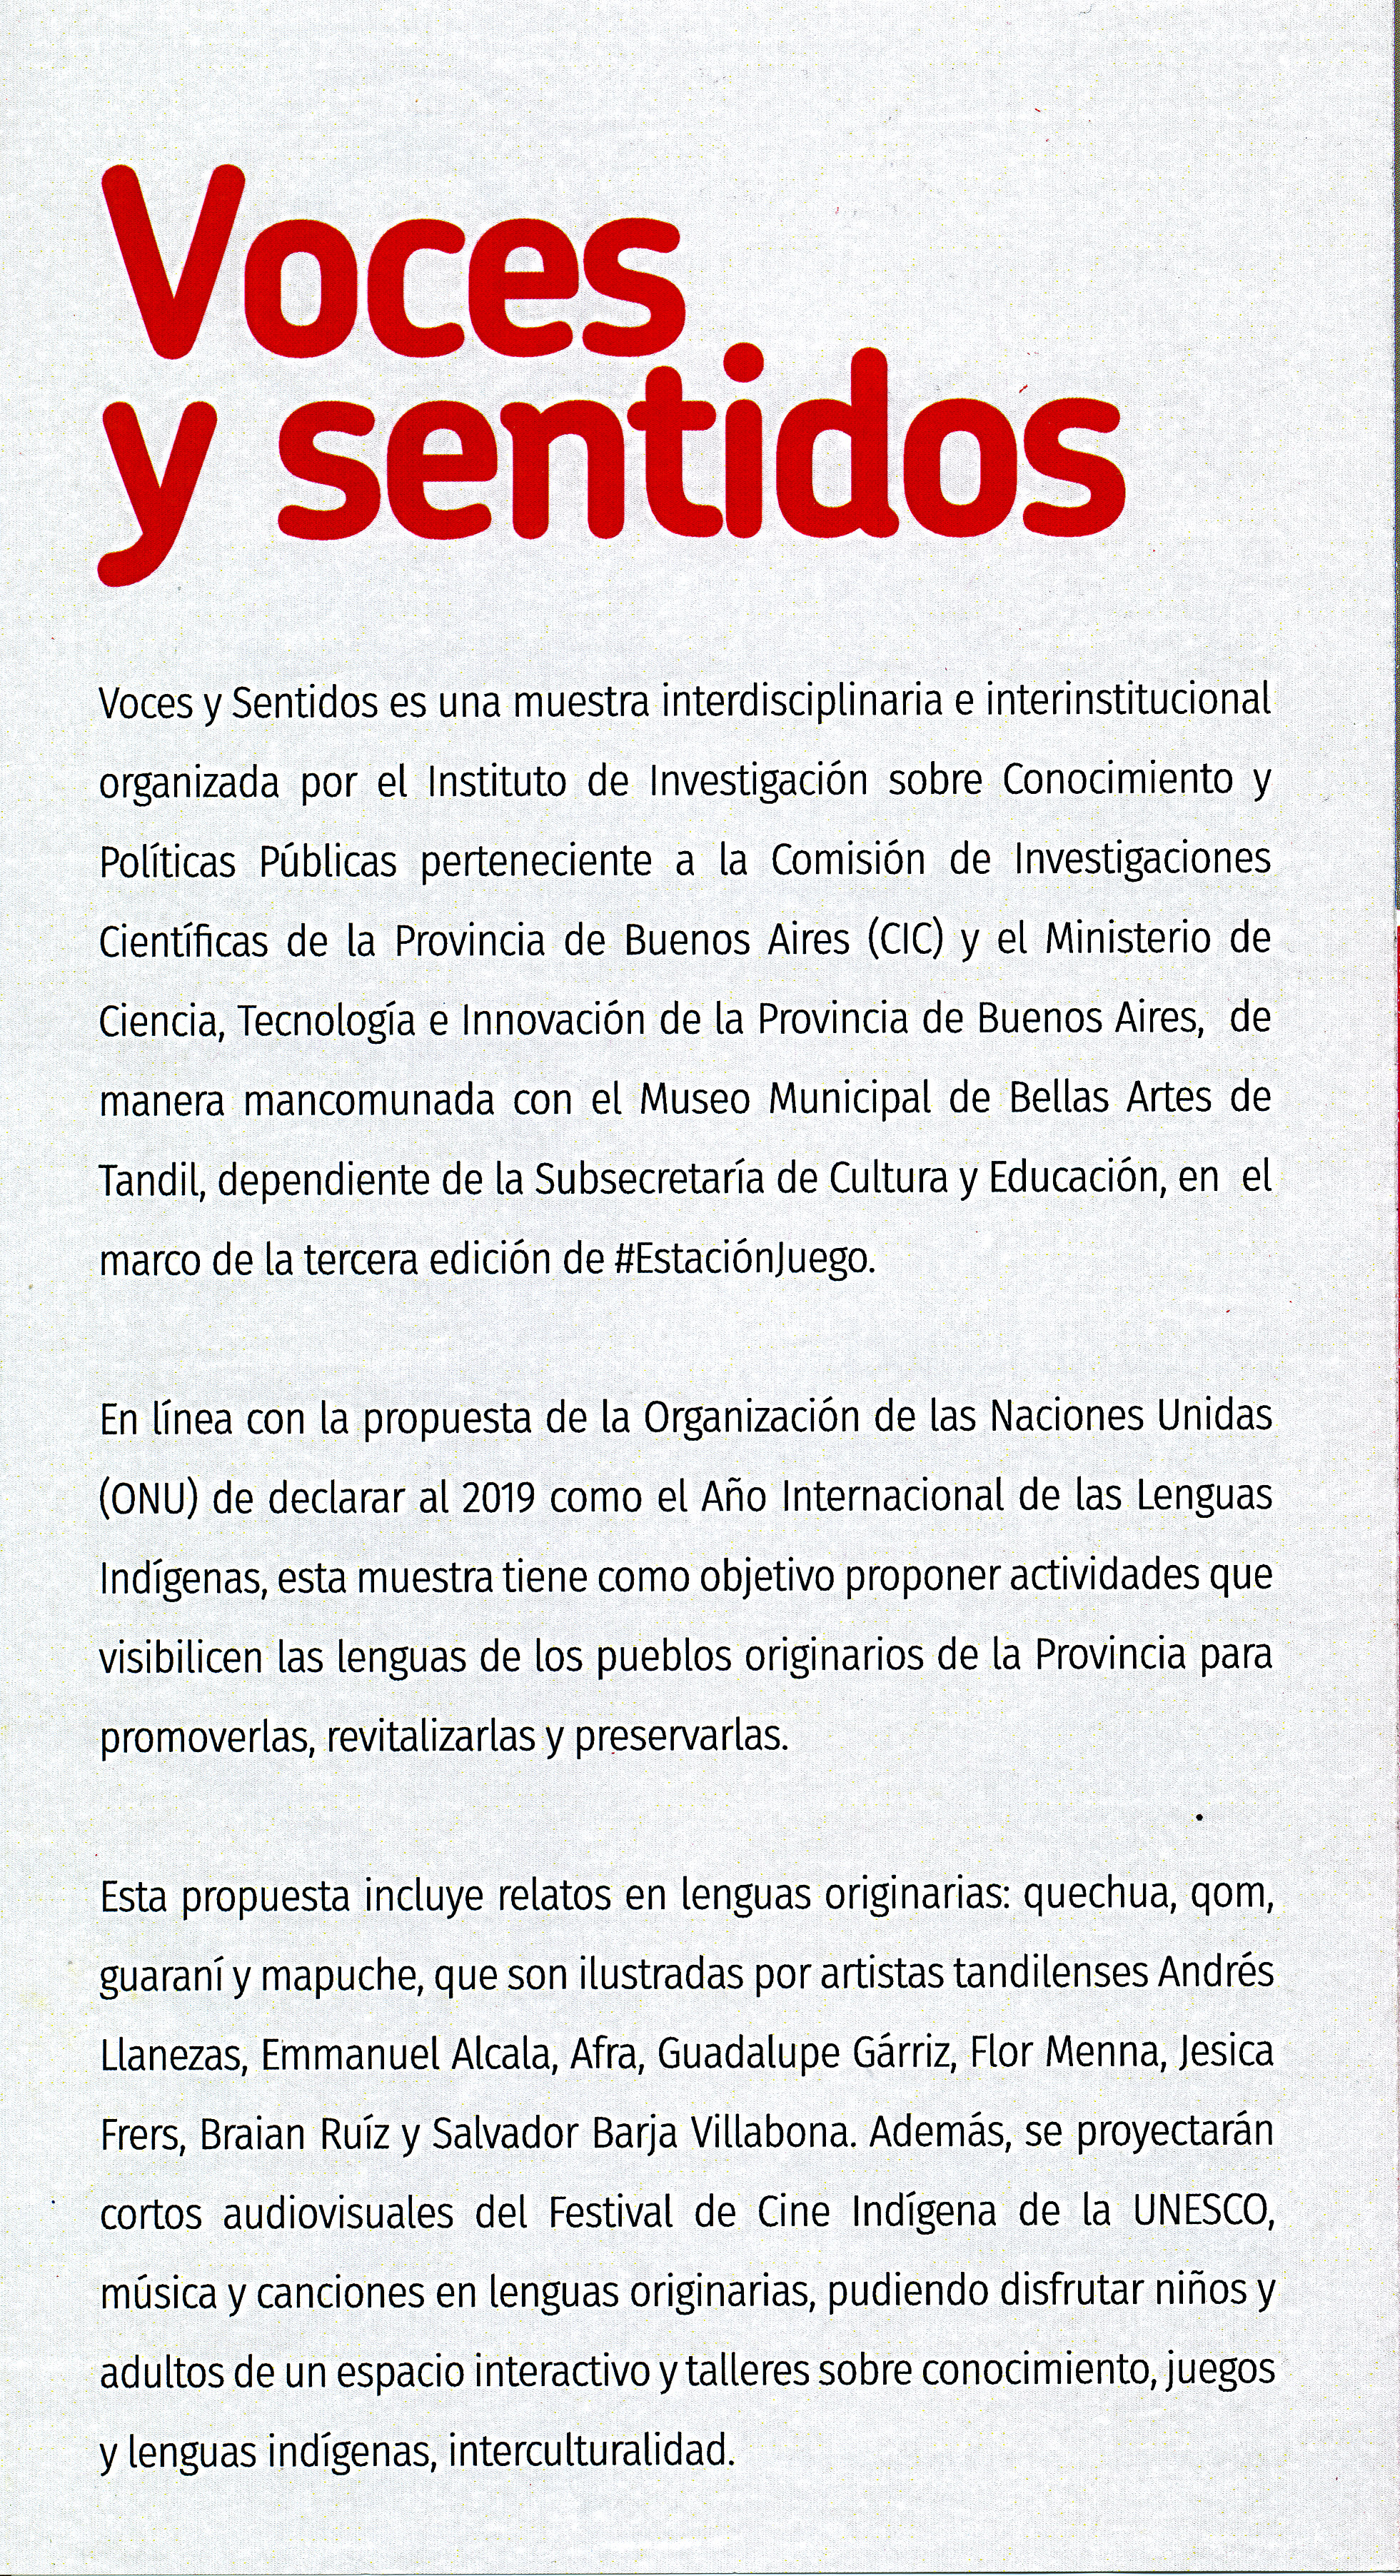 Voces
y sentidos
Voces y Sentidos es una muestra interdisciplinaria e interinstitucional
organizada por el Instituto de Investigación sobre Conocimiento y
Políticas Públicas perteneciente a la Comisión de Investigaciones
Científicas de la Provincia de Buenos Aires (CIC) y el Ministerio de
Ciencia, Tecnología e Innovación de la Provincia de Buenos Aires, de
manera mancomunada con el Museo Municipal de Bellas Artes de
Tandil, dependiente de la Subsecretaría de Cultura y Educación, en el
marco de la tercera edición de #EstaciónJuego.
En línea con la propuesta de la Organización de las Naciones Unidas
(ONU) de declarar al 2019 como el Año Internacional de las Lenguas
Indígenas, esta muestra tiene como objetivo proponer actividades que
visibilicen las lenguas de los pueblos originarios de la Provincia para
promoverlas, revitalizarlas y preservarlas.
Esta propuesta incluye relatos en lenguas originarias: quechua, qom,
guaraní y mapuche, que son ilustradas por artistas tandilenses Andrés
Llanezas, Emmanuel Alcala, Afra, Guadalupe Gárriz, Flor Menna, Jesica
Frers, Braian Ruíz y Salvador Barja Villabona. Además, se proyectarán
cortos audiovisuales del Festival de Cine Indígena de la UNESCO,
música y canciones en lenguas originarias, pudiendo disfrutar niños y
adultos de un espacio interactivo y talleres sobre conocimiento, juegos
y lenguas indígenas, interculturalidad.